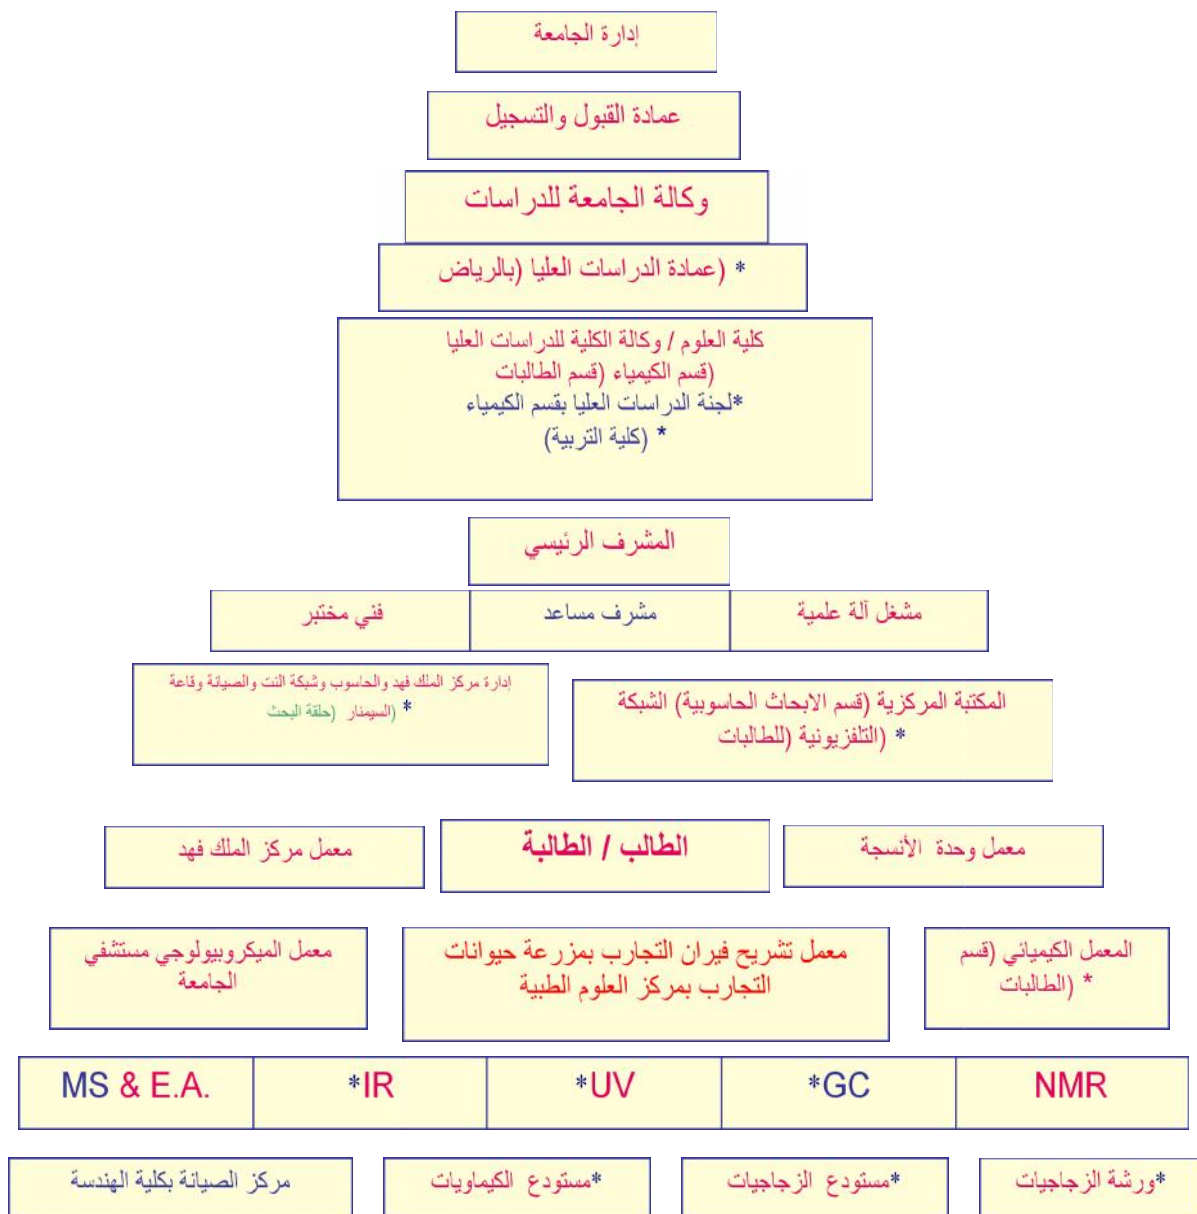 إدارة الجامعة
عمادة القبول والتسجيل
وكالة الجامعة للدراسات
* (عمادة الدراسات العليا (بالرياض
كلية العلوم / وكالة الكلية للدراسات العليا
(قسم الكيمياء (قسم الطالبات
*لجنة الدراسات العليا بقسم الكيمياء
* (كلية التربية)
المشرف الرئيسي
مشغل آلة علمية
مشرف مساعد
فني مختبر
المكتبة المركزية (قسم الابحاث الحاسوبية) الشبكة
* (التلفزيونية (للطالبات
إدارة مركز الملك فهد والحاسوب وشبكة النت والصيانة وقاعة
* (السيمنار (حلقة البحث
معمل وحدة الأنسجة
الطالب / الطالبة
معمل مركز الملك فهد
المعمل الكيميائي (قسم
* (الطالبات
معمل تشريح فيران التجارب بمزرعة حيوانات
التجارب بمركز العلوم الطبية
معمل الميكروبيولوجي مستشفي
الجامعة
NMR
*GC
*UV
*IR
MS & E.A.
*ورشة الزجاجيات
*مستودع الزجاجيات
*مستودع الكيماويات
مركز الصيانة بكلية الهندسة